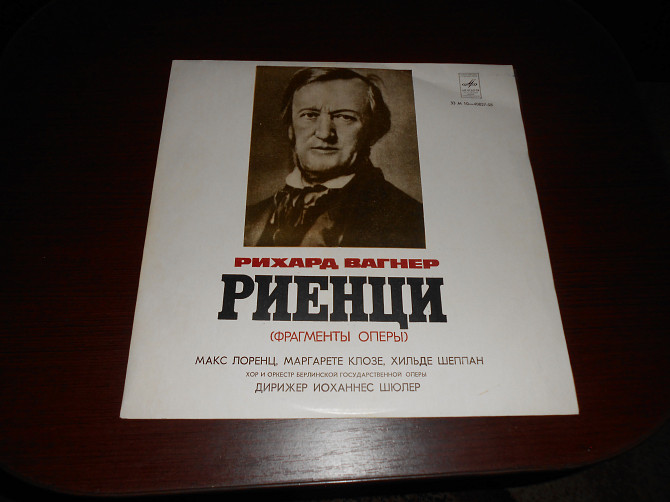 РИХАРД ВАГНЕР
РИЕНЦИ
(ФРАГМЕНТЫ ОПЕРЫ)
МАКС ЛОРЕНЦ, МАРГАРЕТЕ КЛОЗЕ, ХИЛЬДЕ ШЕППАН
ХОР И ОРКЕСТР БЕРЛИНСКОЙ ГОСУДАРСТВЕННОЙ ОПЕРЫ
ДИРИЖЕР ИОХАННЕС ШЮЛЕР